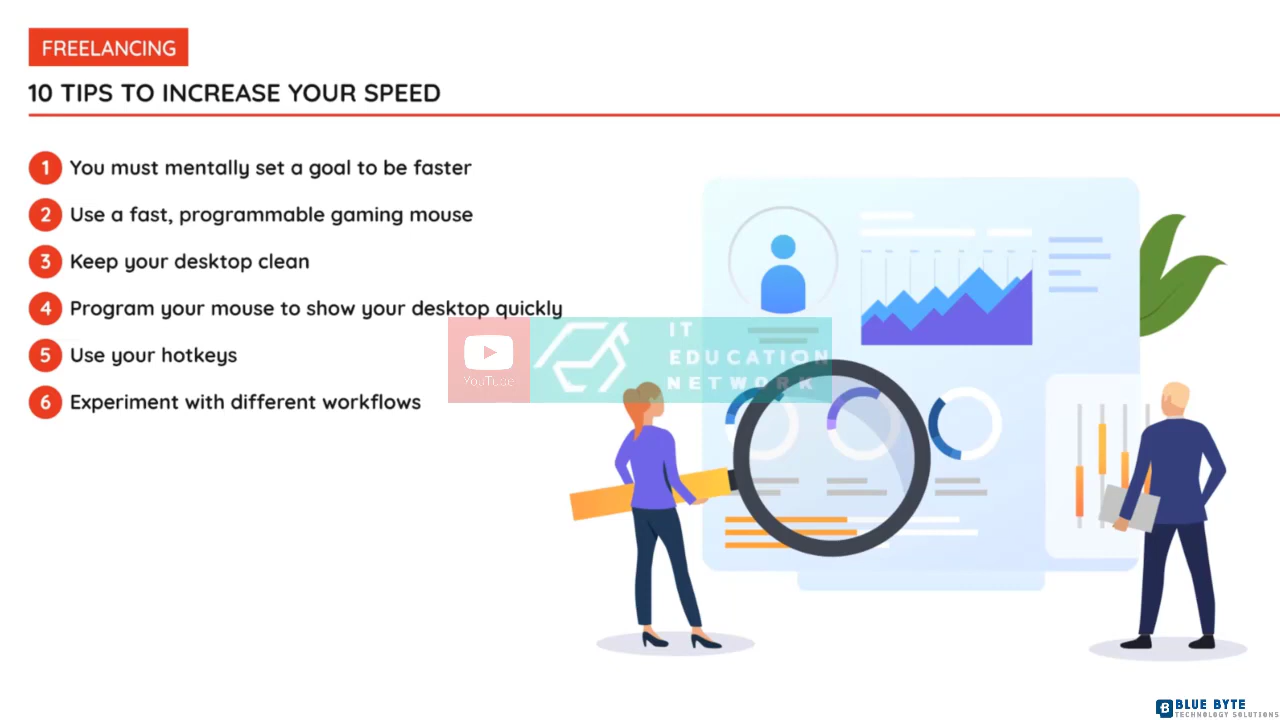 FREELANCING
10 TIPS TO INCREASE YOUR SPEED
1 You must mentally set a goal to be faster
2 Use a fast, programmable gaming mouse
3 Keep your desktop clean
4 Program your mouse to show your desktop quickly
5 Use your hotkeys
6 Experiment with different workflows
YouTube
IT
EDUCATION
NETWORK
B BLUE BYTE
TECHNOLOGY SOLUTIONS